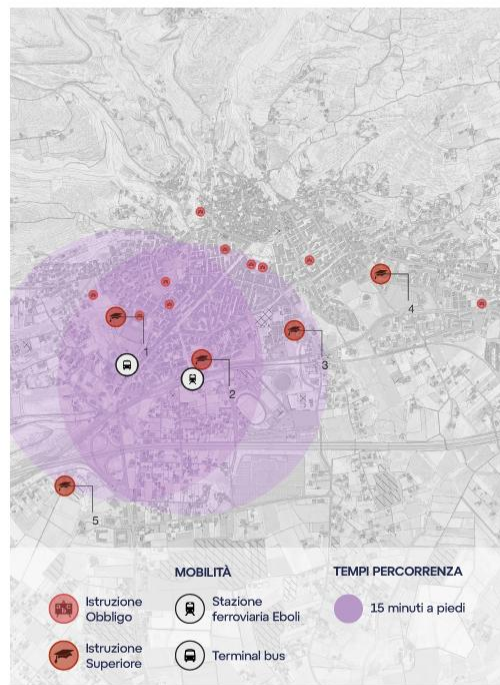 4
1
3
2
5
MOBILITÀ
TEMPI PERCORRENZA
Istruzione
Obbligo
Stazione
ferroviaria Eboli
15 minuti a piedi
Istruzione
Superiore
Terminal bus